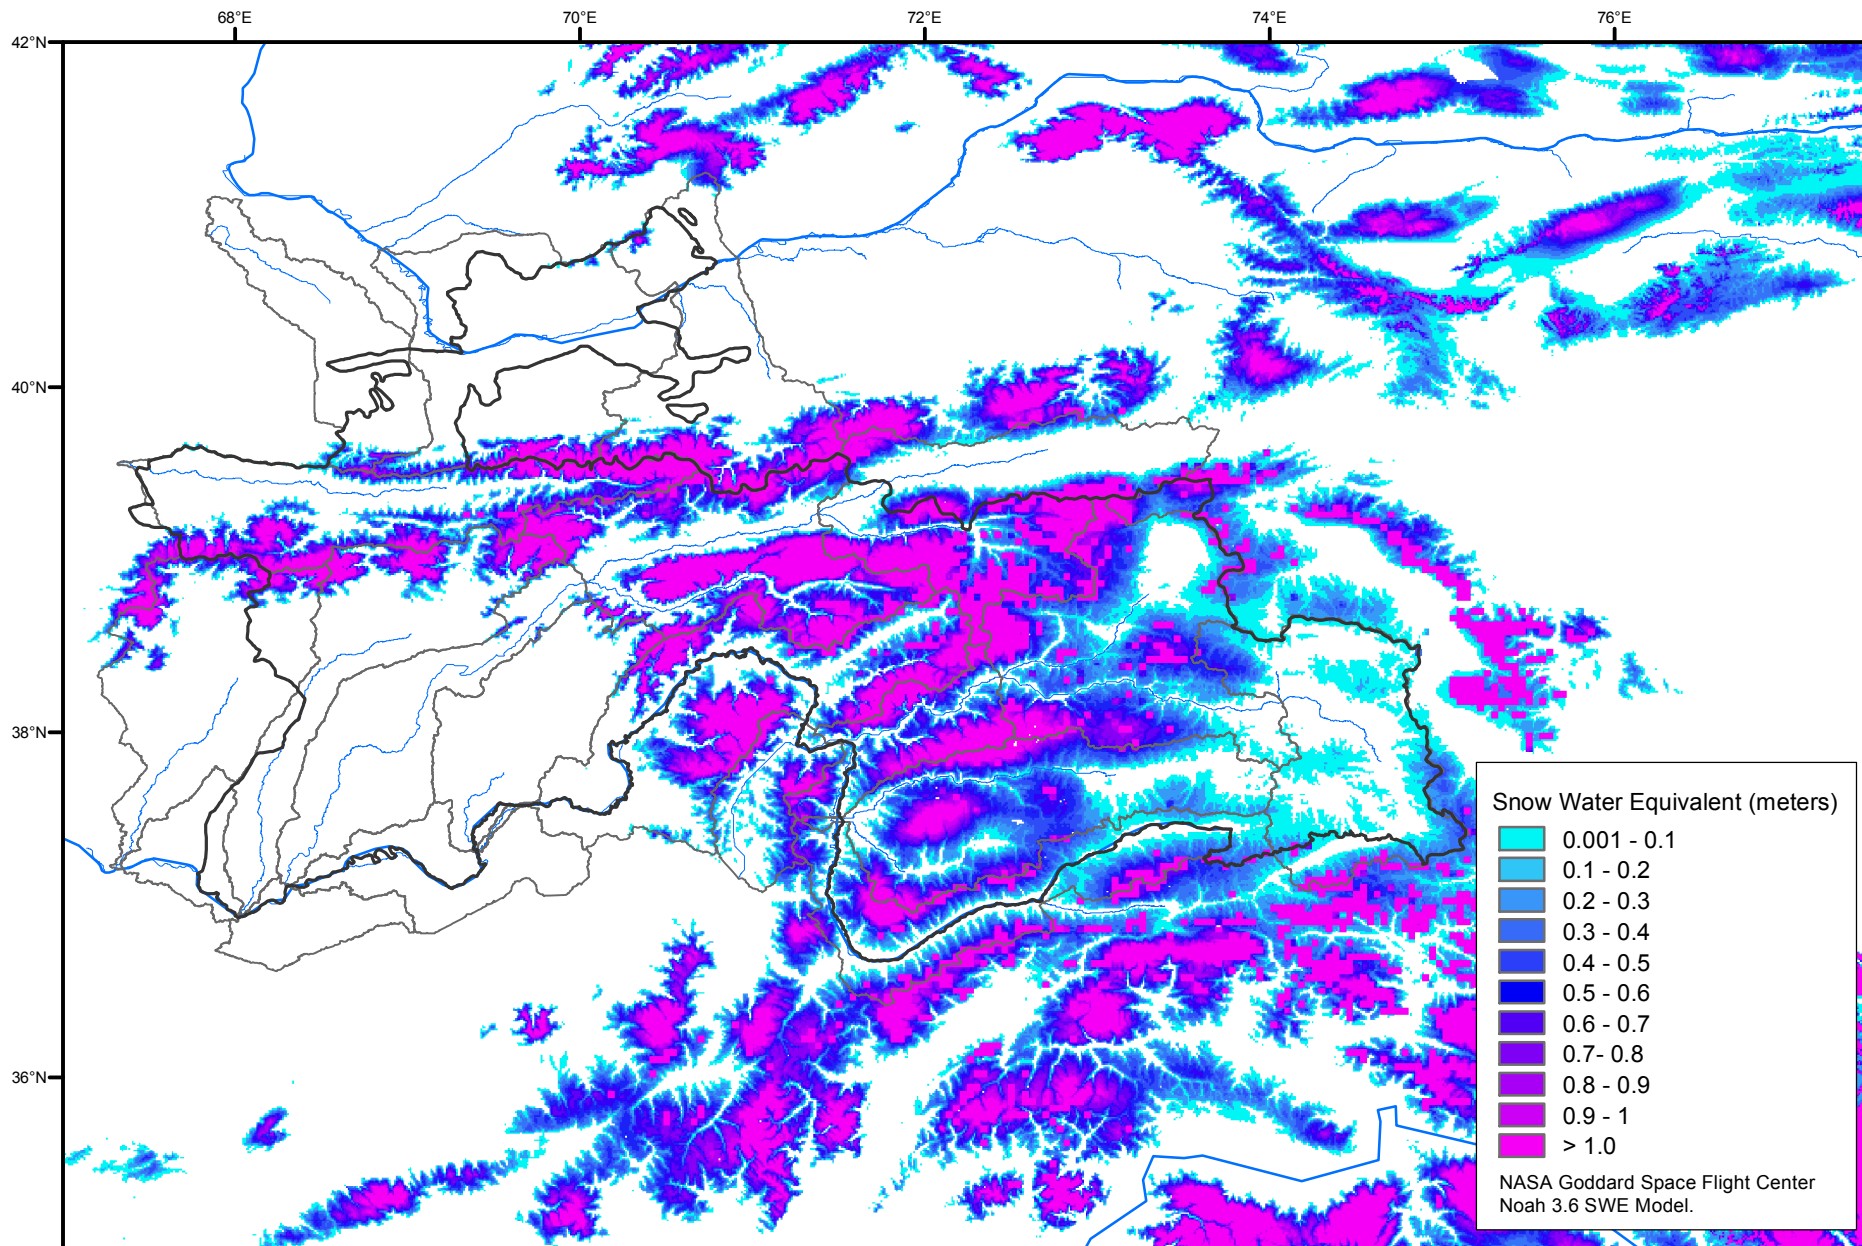 68°E 70°E 72°E 74°E 76°E
42°N
40°N
38°N
36°N
Snow Water Equivalent (meters)
0.001 - 0.1
0.1 - 0.2
0.2 - 0.3
0.3 - 0.4
0.4 - 0.5
0.5 - 0.6
0.6 - 0.7
0.7- 0.8
0.8 - 0.9
0.9 - 1
> 1.0
NASA Goddard Space Flight Center
Noah 3.6 SWE Model.